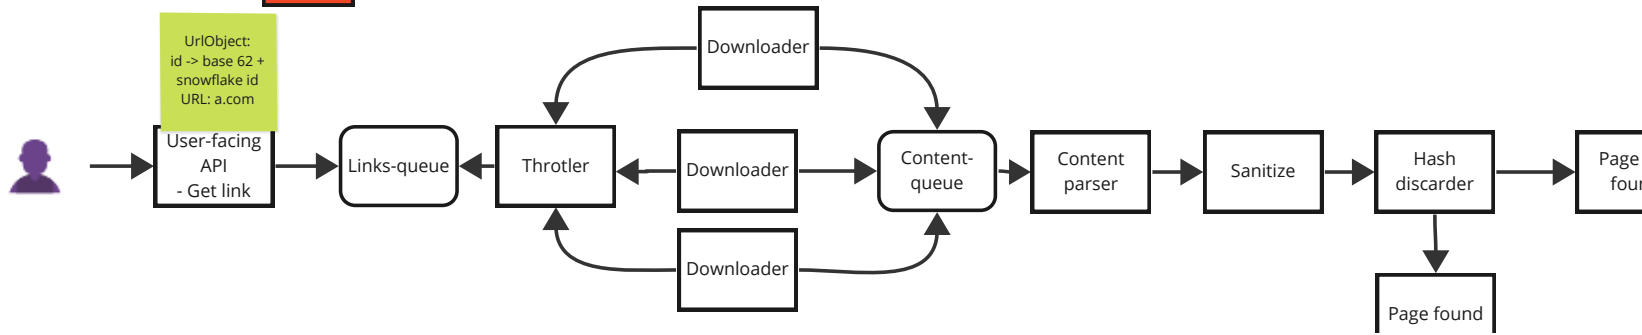 UrlObject:
id -> base 62 +
snowflake id
URL: a.com
User-facing
API
- Get link
Links-queue
Throtler
Downloader
Downloader
Downloader
Content-
queue
Content
parser
Sanitize
Hash
discarder
Page
Page found